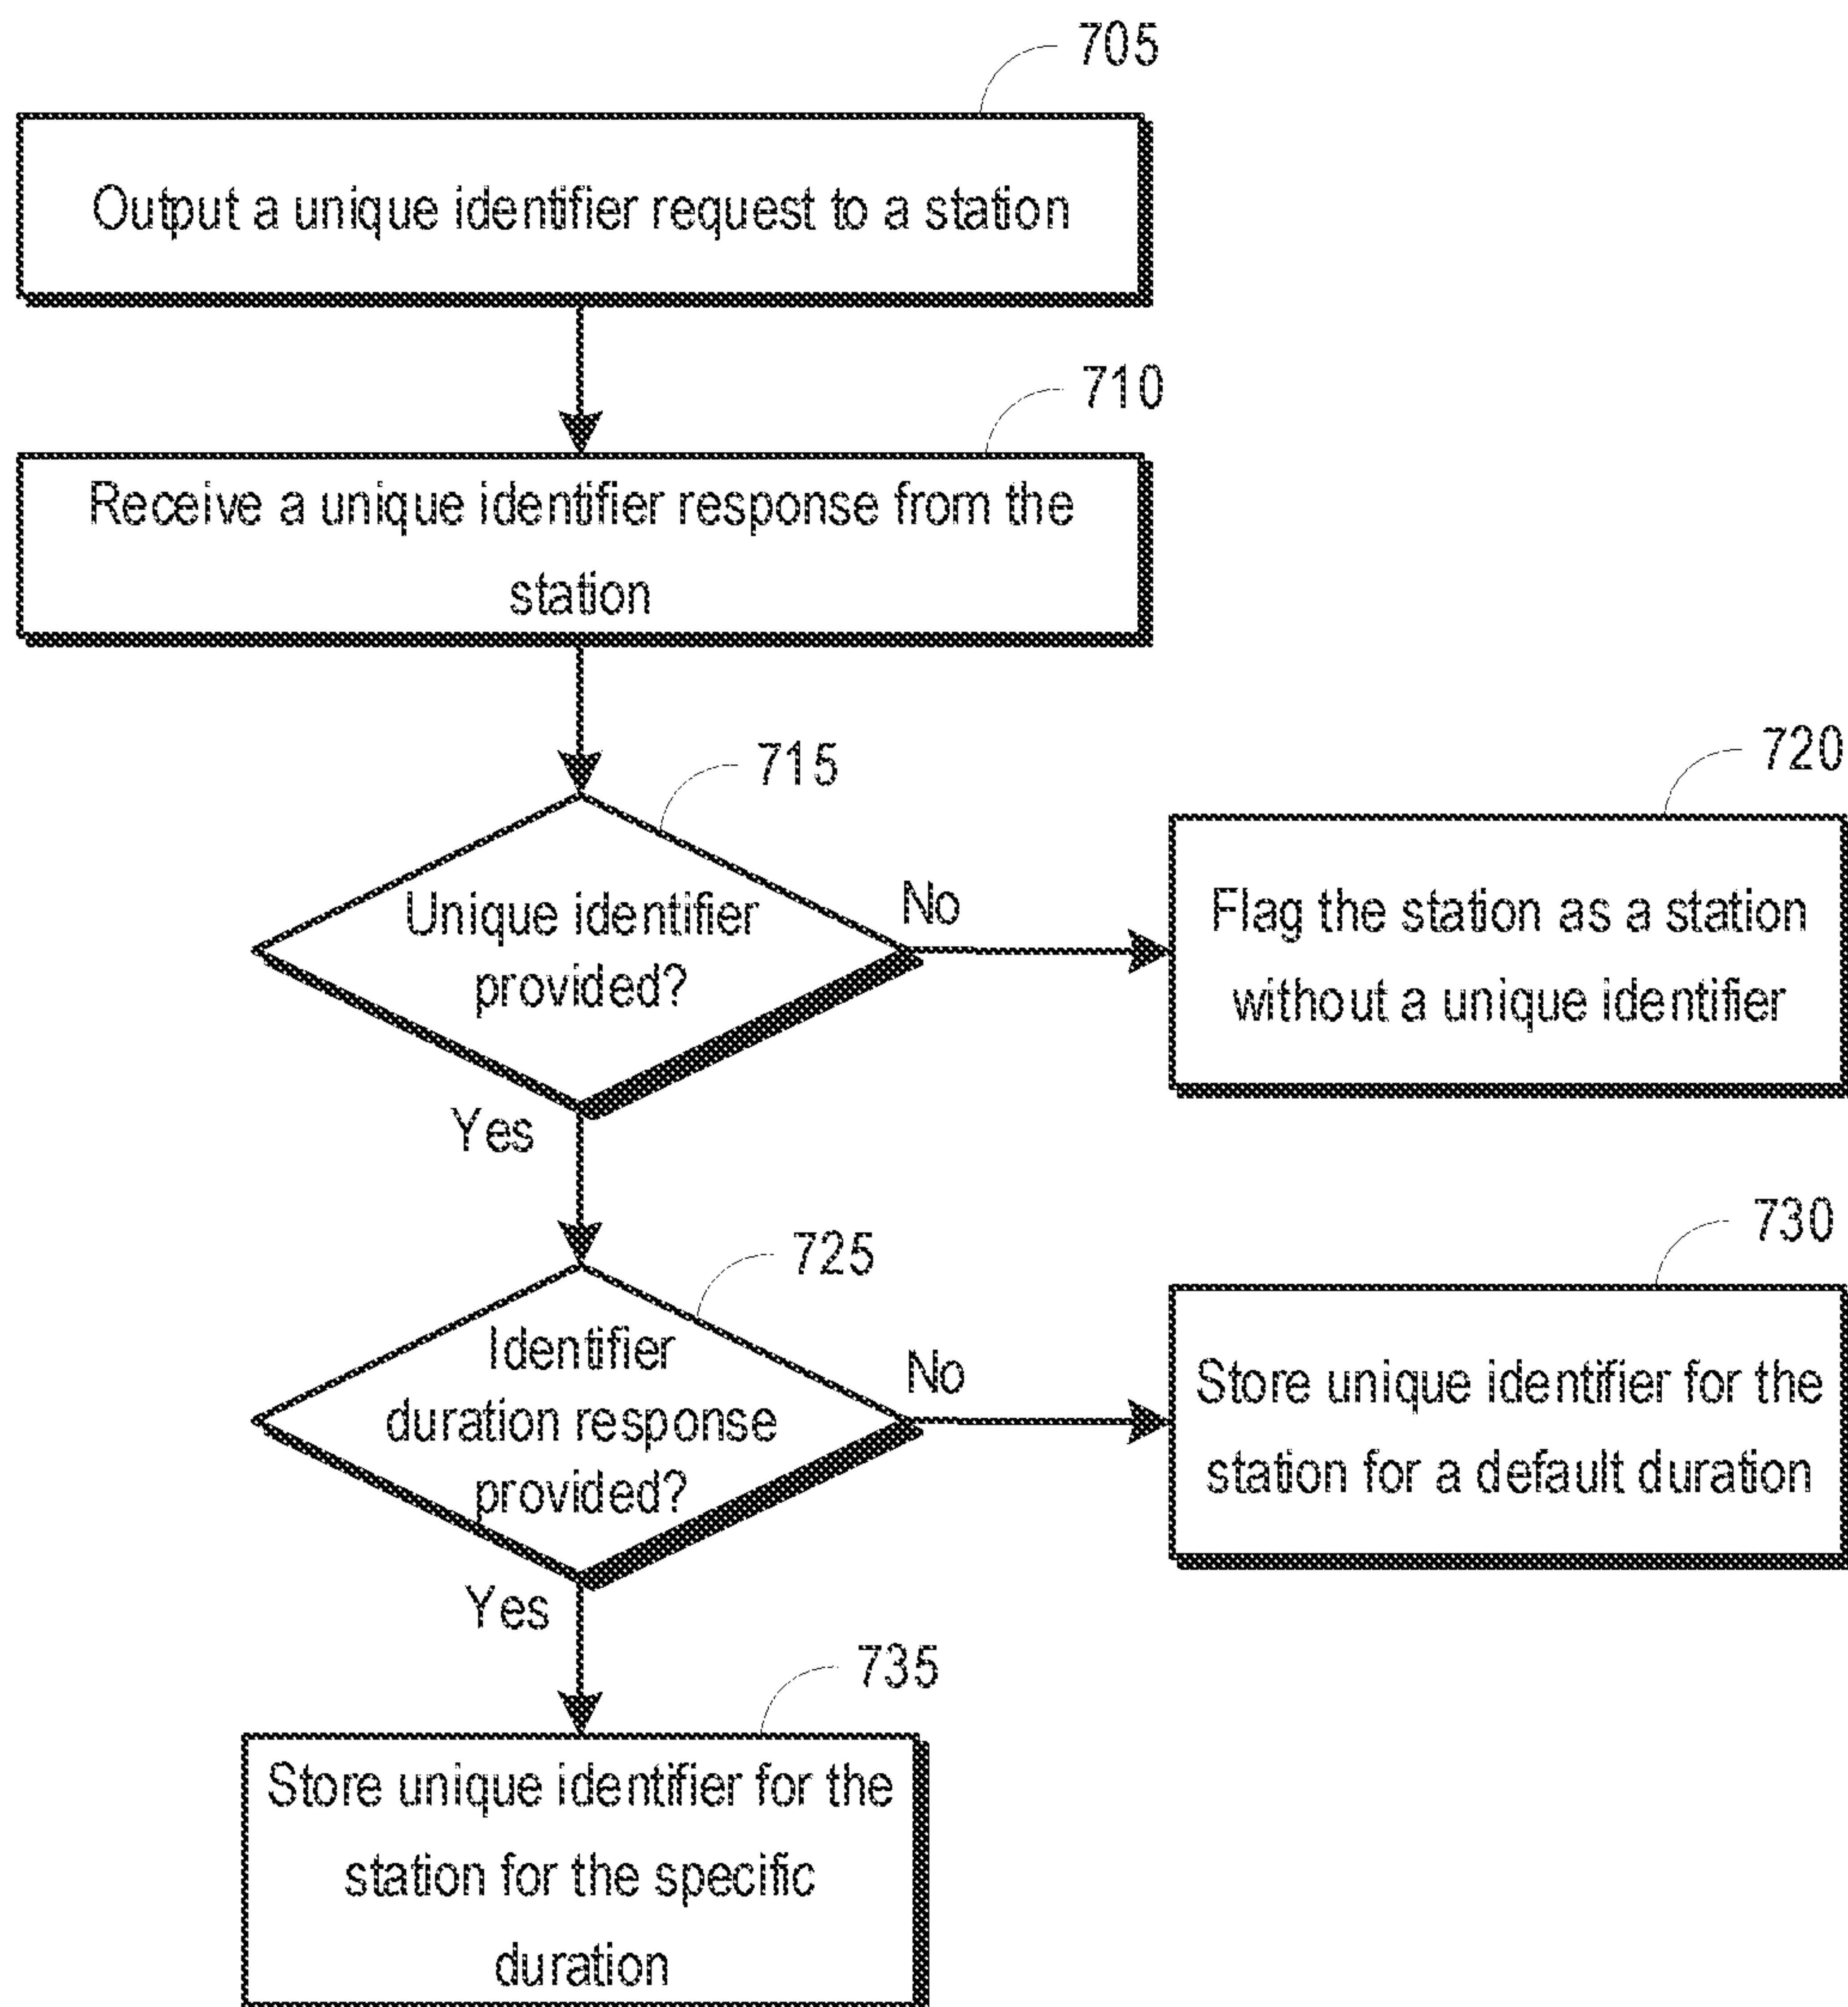 705
Output a unique identifier request to a station
710
Receive a unique identifier response from the
station
715
Unique identifier
provided?
No
720
Flag the station as a station
without a unique identifier
Yes
725
Identifier
duration response
provided?
No
730
Store unique identifier for the
station for a default duration
Yes
735
Store unique identifier for the
station for the specific
duration